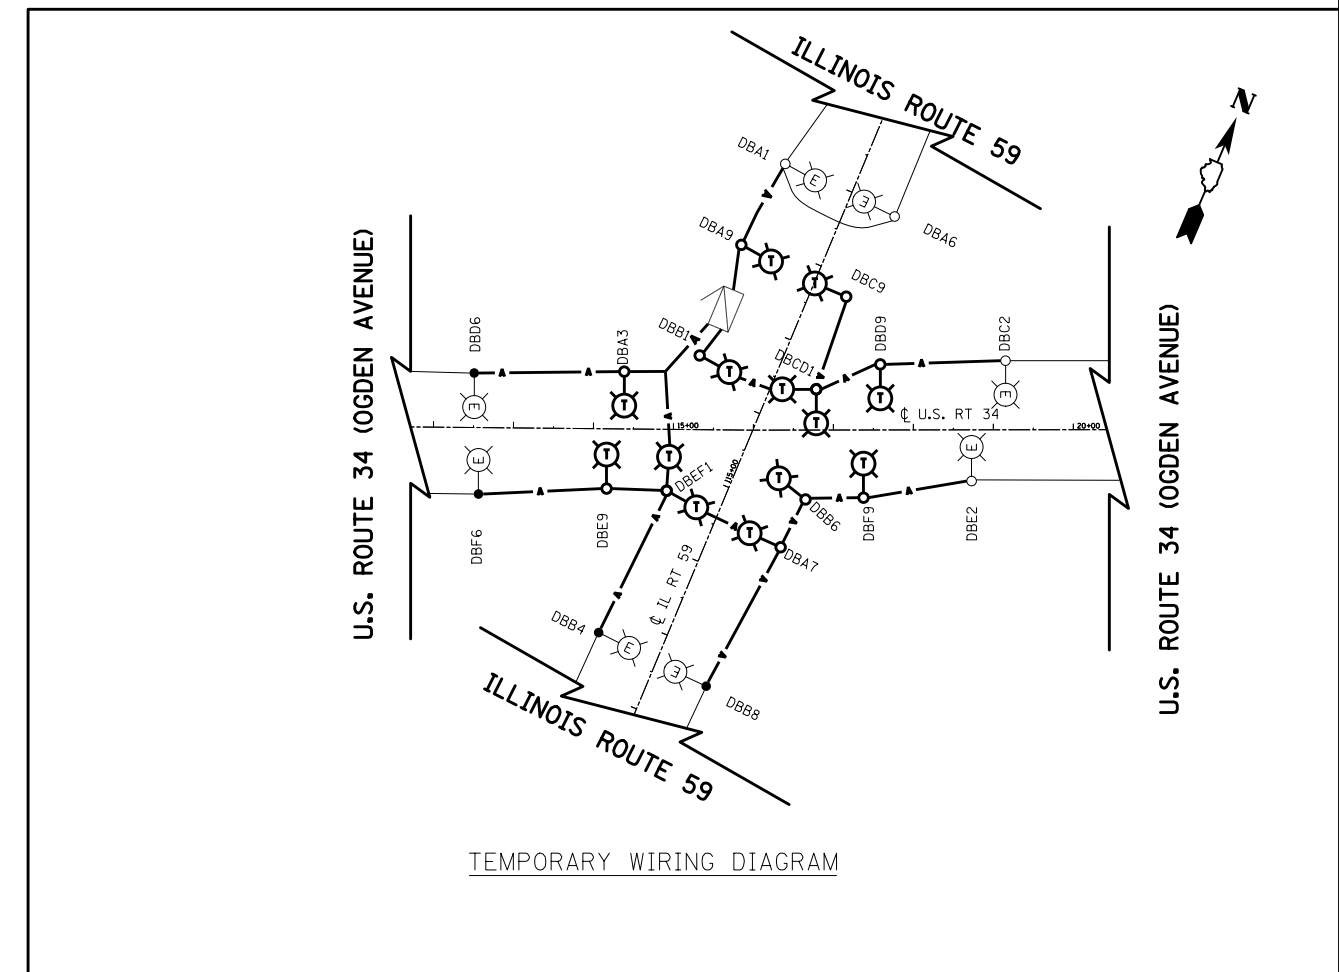 ILLINOIS ROUTE 59
N
DBA1
E
E
DBA6
DBA9
T
T
DBC9
U.S. ROUTE 34 (OGDEN AVENUE)
DBD6
DBA3
DBB1
DBCD1
DBD9
DBC2
A
A
A
A
A
A
A
A
A
E
T
T
T
T
T
E
℄ U.S. RT 34
15+00
20+00
U.S. ROUTE 34 (OGDEN AVENUE)
E
T
T
DBEF1
115+00
T
T
E
A
A
A
DBF6
DBE9
T
T
DBB6
DBF9
DBE2
A
A
A
A
DBA7
℄ IL RT 59
A
A
A
DBB4
E
E
DBB8
ILLINOIS ROUTE 59
TEMPORARY WIRING DIAGRAM